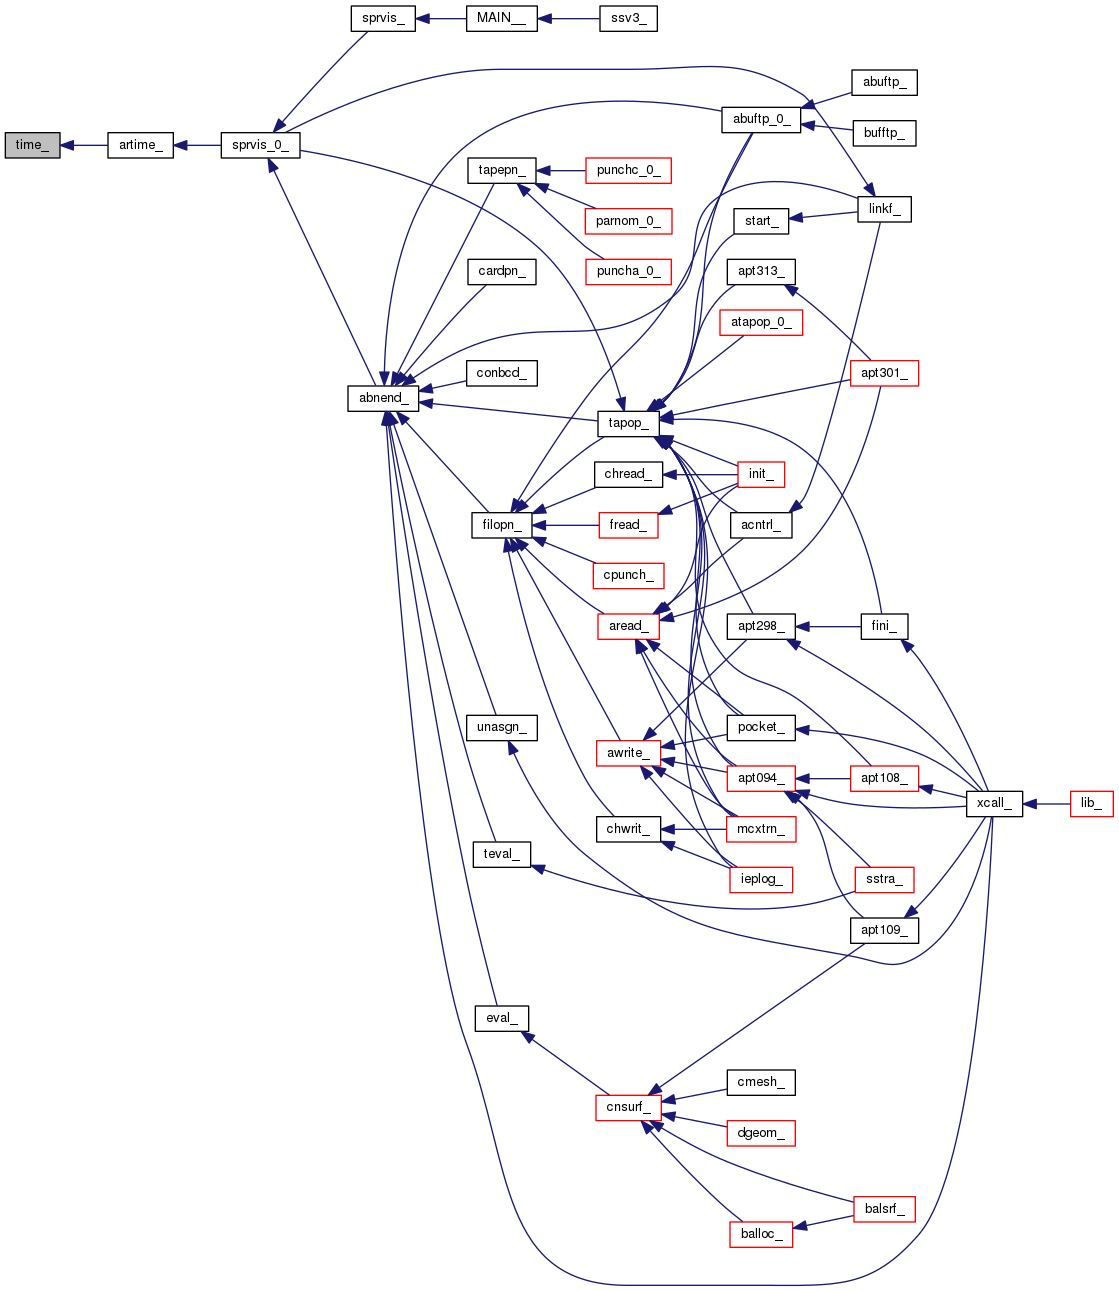 sprvis_
MAIN__
ssv3_
abuftp_
abuftp_0_
bufftp_
time_
artime_
sprvis_0_
tapepn_
punchc_0_
linkf_
parnom_0_
start_
cardpn_
puncha_0_
apt313_
atapop_0_
conbcd_
apt301_
abnend_
tapop_
chread_
init_
filopn_
fread_
acntrl_
cpunch_
aread_
apt298_
fini_
unasgn_
pocket_
awrite_
apt094_
apt108_
xcall_
lib_
chwrit_
mcxtrn_
teval_
ieplog_
sstra_
apt109_
eval_
cmesh_
cnsurf_
dgeom_
balsrf_
balloc_